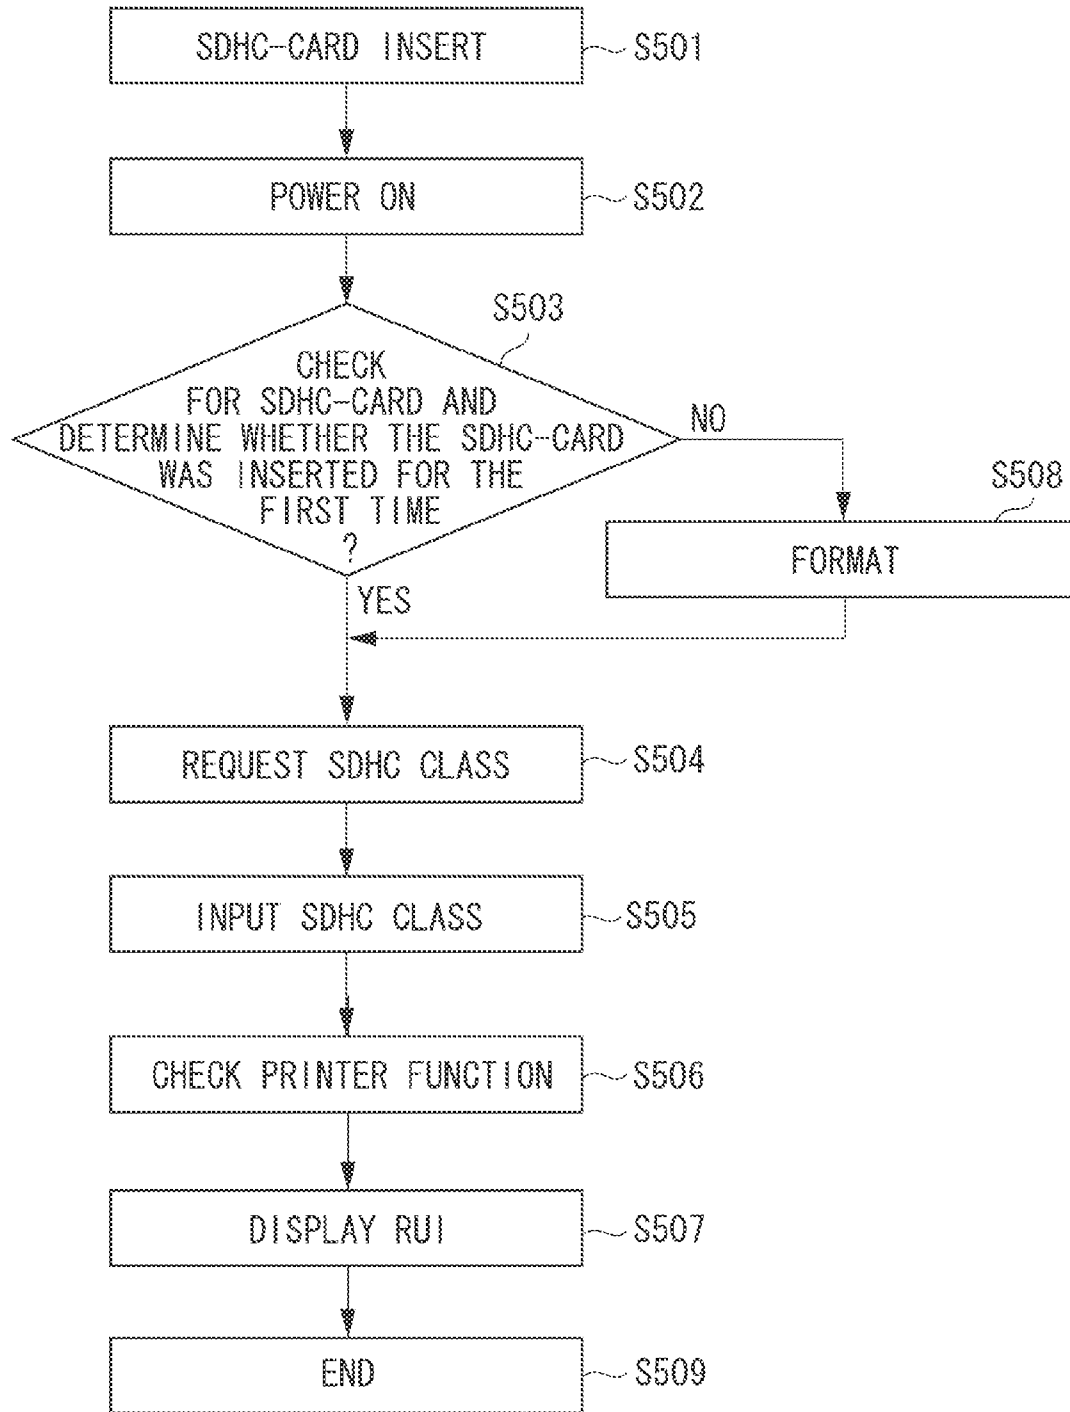 SDHC-CARD INSERT
S501
POWER ON
S502
S503
CHECK
FOR SDHC-CARD AND
DETERMINE WHETHER THE SDHC-CARD
WAS INSERTED FOR THE
FIRST TIME
?
NO
S508
FORMAT
YES
REQUEST SDHC CLASS
S504
INPUT SDHC CLASS
S505
CHECK PRINTER FUNCTION
S506
DISPLAY RUI
S507
END
S509